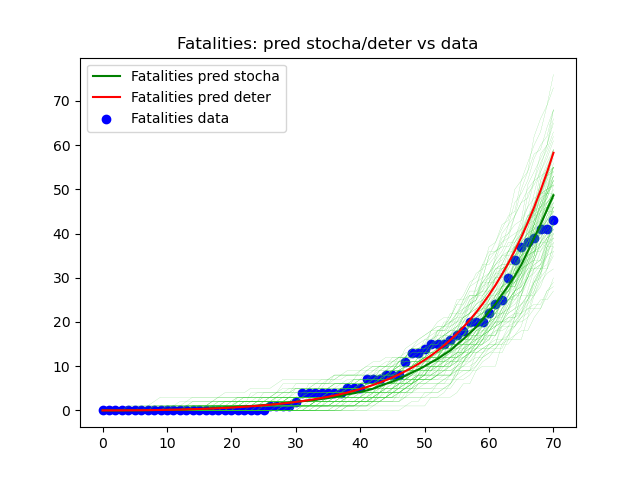 Fatalities: pred stocha/deter vs data
Fatalities pred stocha
Fatalities pred deter
Fatalities data
70
60
50
40
30
20
10
0
0 10 20 30 40 50 60 70